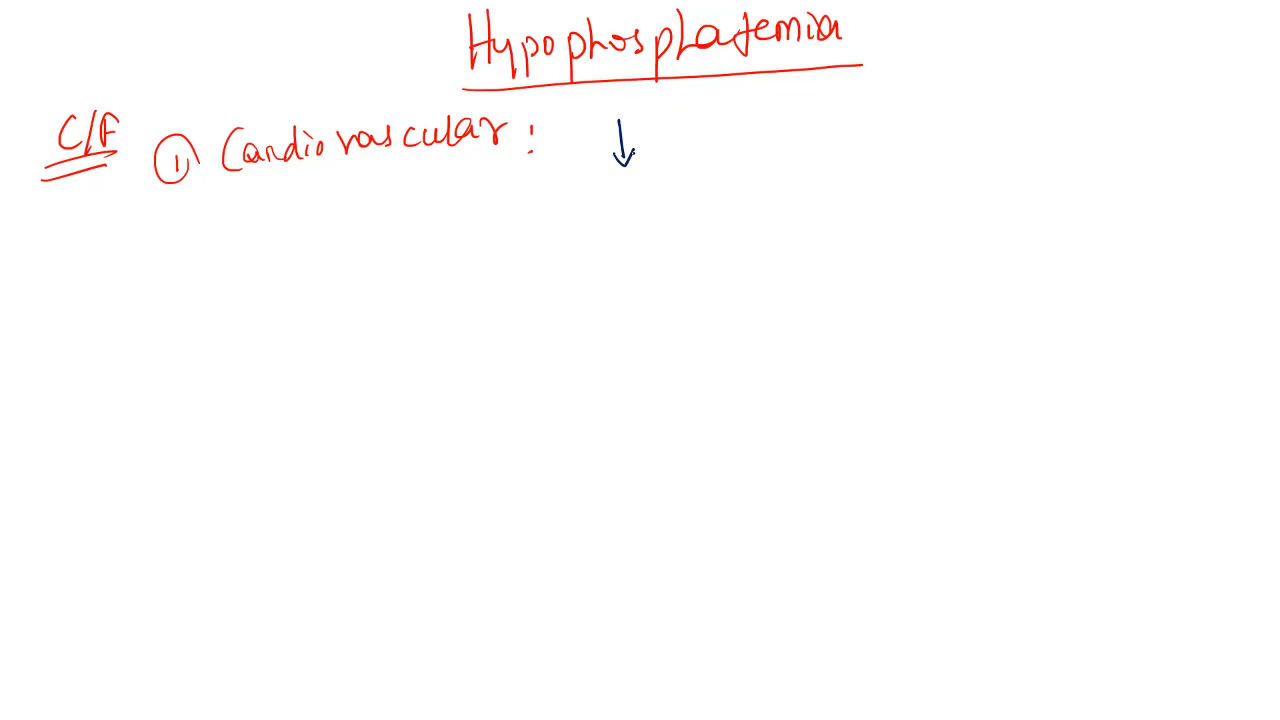 Hypophosphatemia
C/F ① Cardiovascular : ↓